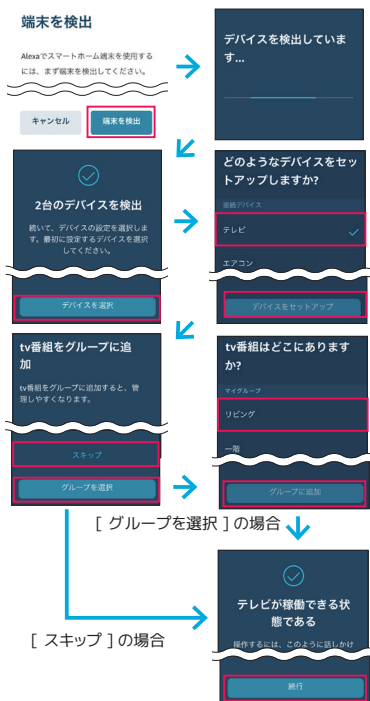 端末を検出
Alexaでスマートホーム端末を使用する
には、まず端末を検出してください。
キャンセル
端末を検出
デバイスを検出していま
す...
2台のデバイスを検出
続いて、デバイスの設定を選択しま
す。最初に設定するデバイスを選択
してください。
デバイスを選択
どのようなデバイスをセッ
トアップしますか?
接続デバイス
テレビ
エアコン
デバイスをセットアップ
tv番組をグループに追
加
tv番組をグループに追加すると、管
理しやすくなります。
スキップ
グループを選択
tv番組はどこにあります
か?
マイグループ
リビング
一階
グループに追加
[ グループを選択 ] の場合
[ スキップ ] の場合
テレビが稼働できる状
態である
操作するには、このように話しかけ
続行